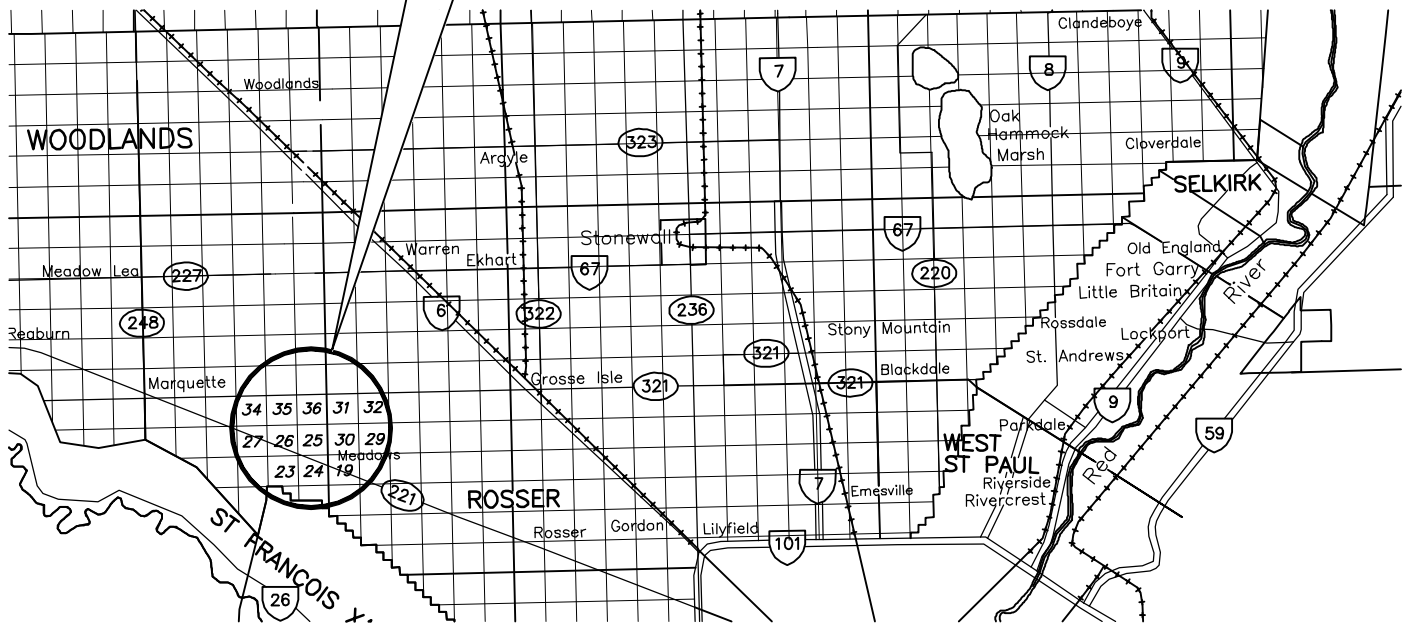 Clandeboye
7
8
9
Woodlands
WOODLANDS
Oak
Hammock
Marsh
Cloverdale
323
Argyle
SELKIRK
Stonewall
67
Warren
Ekhart
67
Old England
Fort Garry
Little Britain
River
Meadow Lea
227
220
248
6
322
236
Rossdale
Lockport
Stony Mountain
Reaburn
321
St. Andrews
Marquette
Grosse Isle
321
321
Blackdale
34 35 36 31 32
27 26 25 30 29
Meadows
23 24 19
9
59
Parkdale
WEST
ST PAUL
Red
Riverside
Rivercrest
221
ROSSER
7
Emesville
Rosser
Gordon
Lilyfield
101
ST FRANCOIS
26